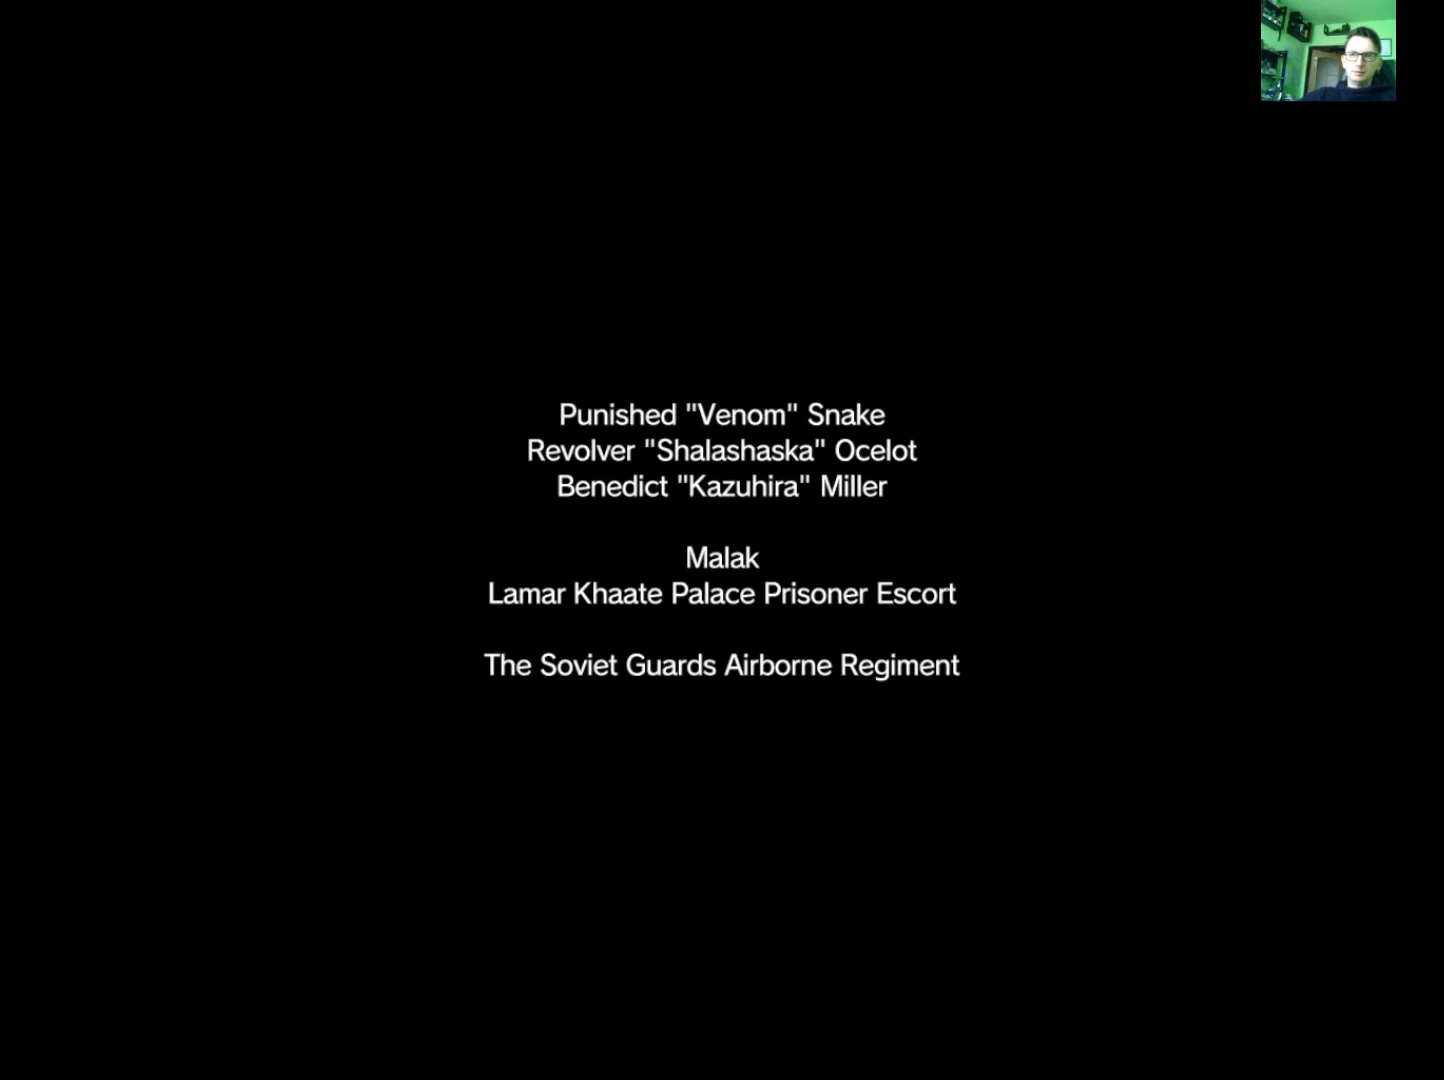 Punished "Venom" Snake
Revolver "Shalashaska" Ocelot
Benedict "Kazuhira" Miller
Malak
Lamar Khaate Palace Prisoner Escort
The Soviet Guards Airborne Regiment